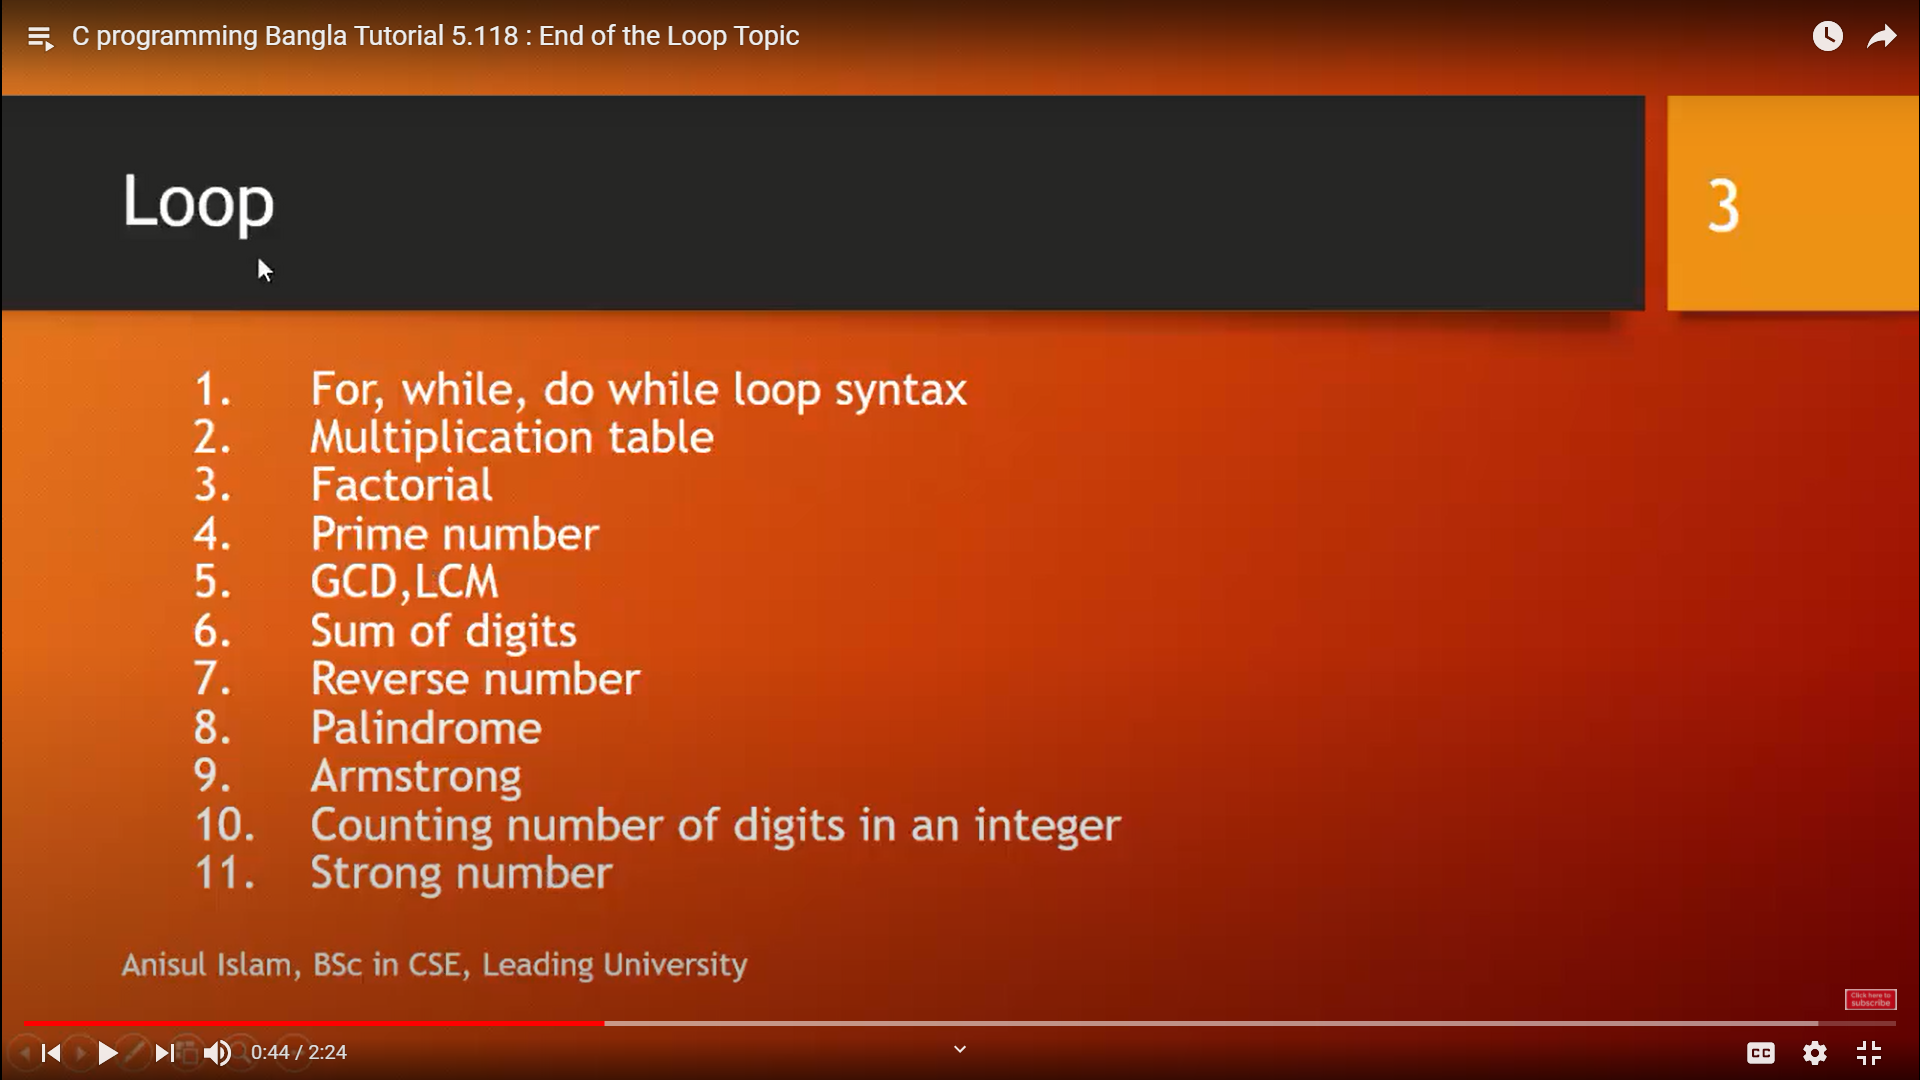 C programming Bangla Tutorial 5.118 : End of the Loop Topic
Loop
3
1. For, while, do while loop syntax
2. Multiplication table
3. Factorial
4. Prime number
5. GCD,LCM
6. Sum of digits
7. Reverse number
8. Palindrome
9. Armstrong
10. Counting number of digits in an integer
11. Strong number
Anisul Islam, BSc in CSE, Leading University
Click here to
subscribe
0:44 / 2:24
CC